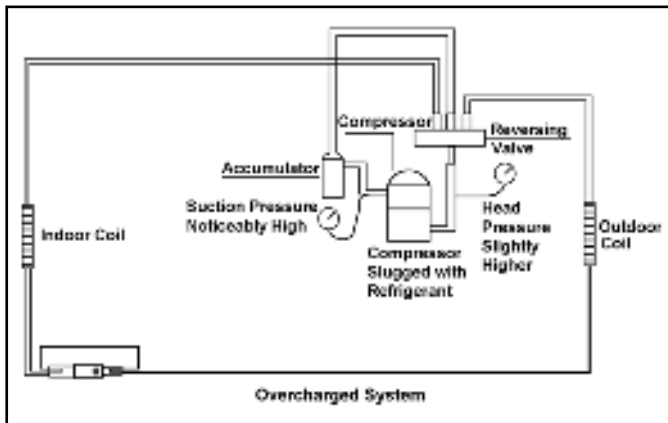 Compressor
Reversing
Valve
Accumulator
Suction Pressure
Noticeably High
Head
Pressure
Slightly
Higher
Indoor Coil
Outdoor
Coil
Compressor
Slugged with
Refrigerant
Overcharged System